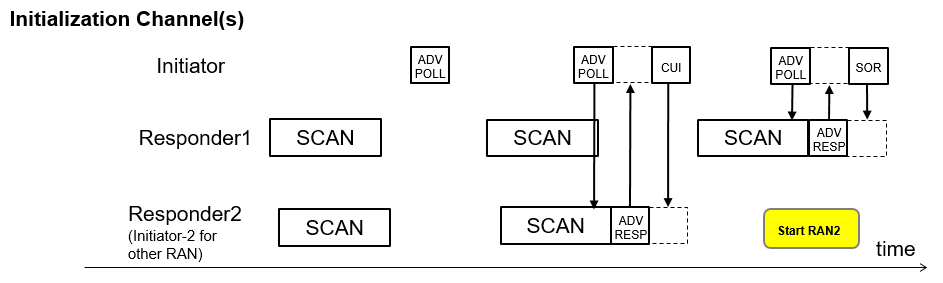 Initialization Channel(s)
Initiator
ADV
POLL
ADV
POLL
CUI
ADV
POLL
SOR
Responder1
SCAN
SCAN
SCAN
ADV
RESP
Responder2
(Initiator-2 for
other RAN)
SCAN
SCAN
ADV
RESP
Start RAN2
time